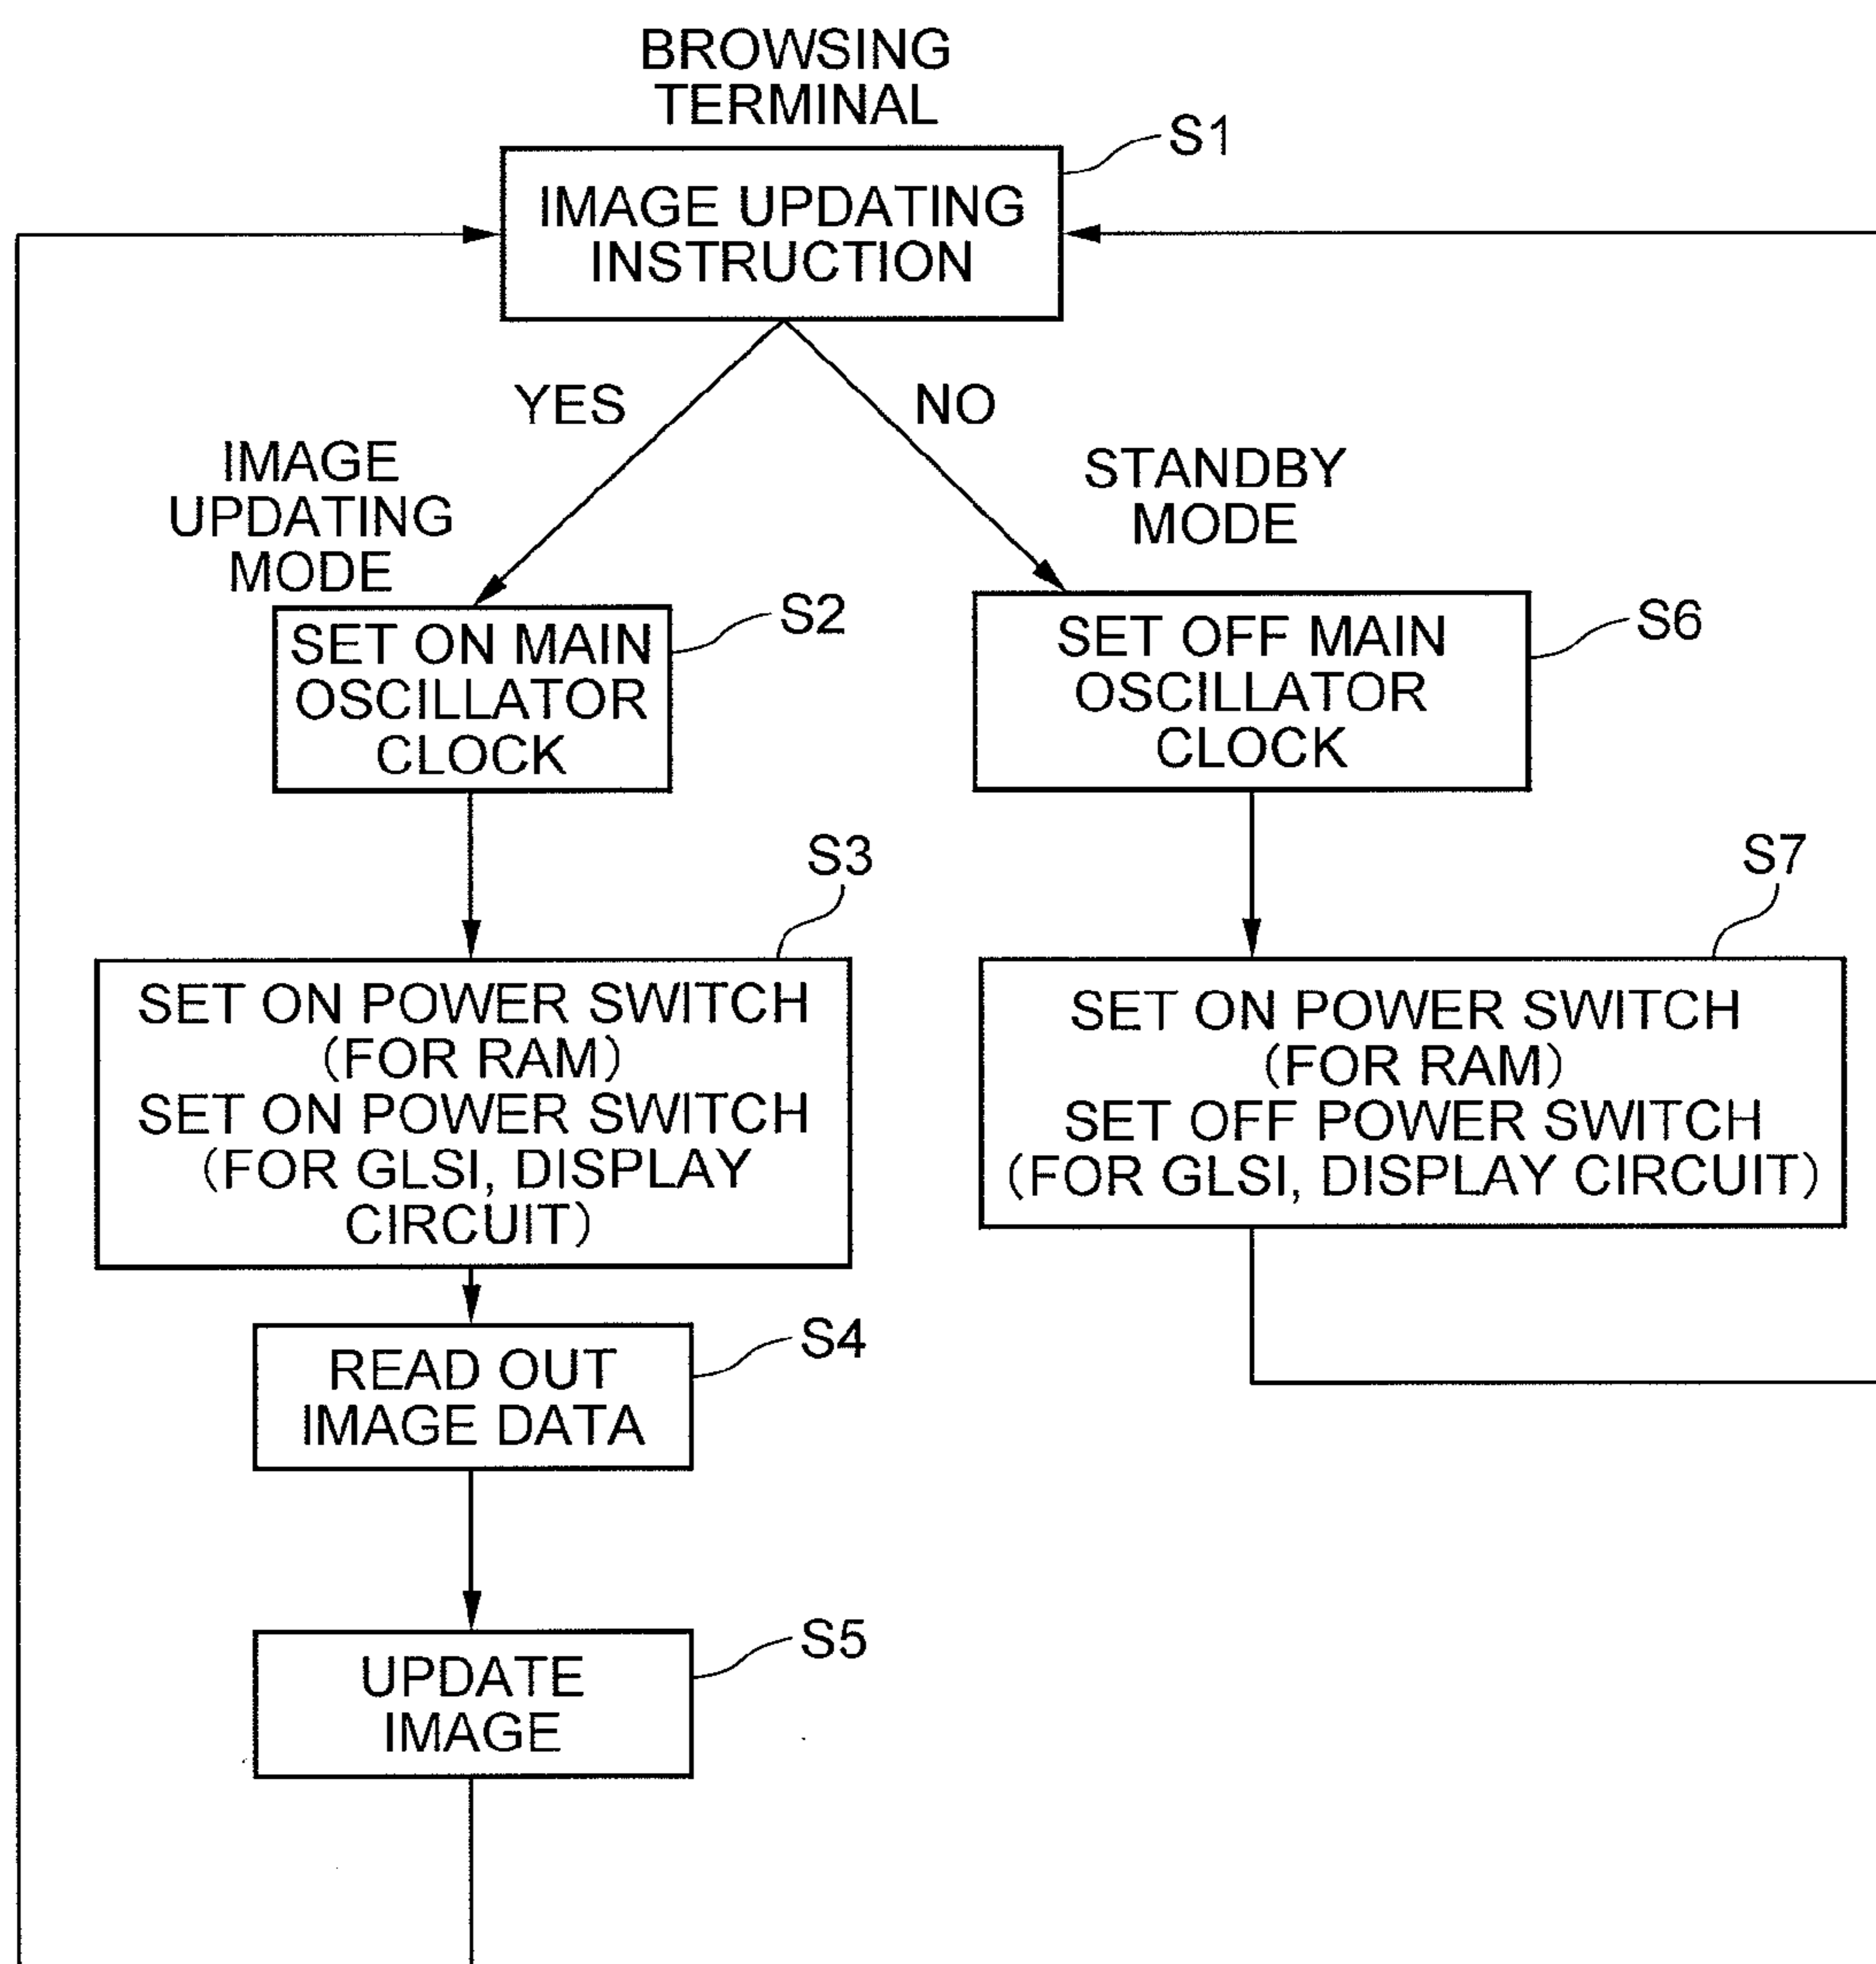 BROWSING
TERMINAL
S1
IMAGE UPDATING
INSTRUCTION
YES
NO
IMAGE
UPDATING
MODE
STANDBY
MODE
S2
SET ON MAIN
OSCILLATOR
CLOCK
S6
SET OFF MAIN
OSCILLATOR
CLOCK
S3
SET ON POWER SWITCH
(FOR RAM)
SET ON POWER SWITCH
(FOR GLSI, DISPLAY
CIRCUIT)
S7
SET ON POWER SWITCH
(FOR RAM)
SET OFF POWER SWITCH
(FOR GLSI, DISPLAY CIRCUIT)
S4
READ OUT
IMAGE DATA
S5
UPDATE
IMAGE